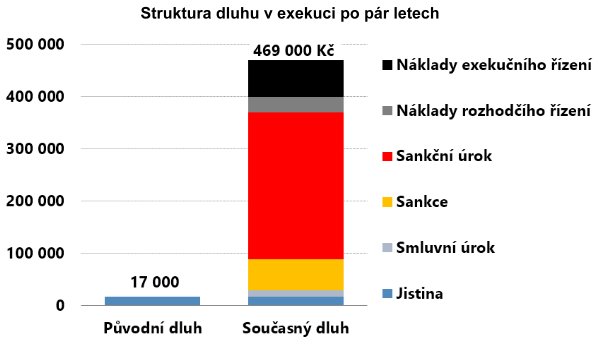 Struktura dluhu v exekuci po pár letech
500 000
400 000
300 000
200 000
100 000
0
469 000 Kč
17 000
Původní dluh
Současný dluh
Náklady exekučního řízení
Náklady rozhodčího řízení
Sankční úrok
Sankce
Smluvní úrok
Jistina